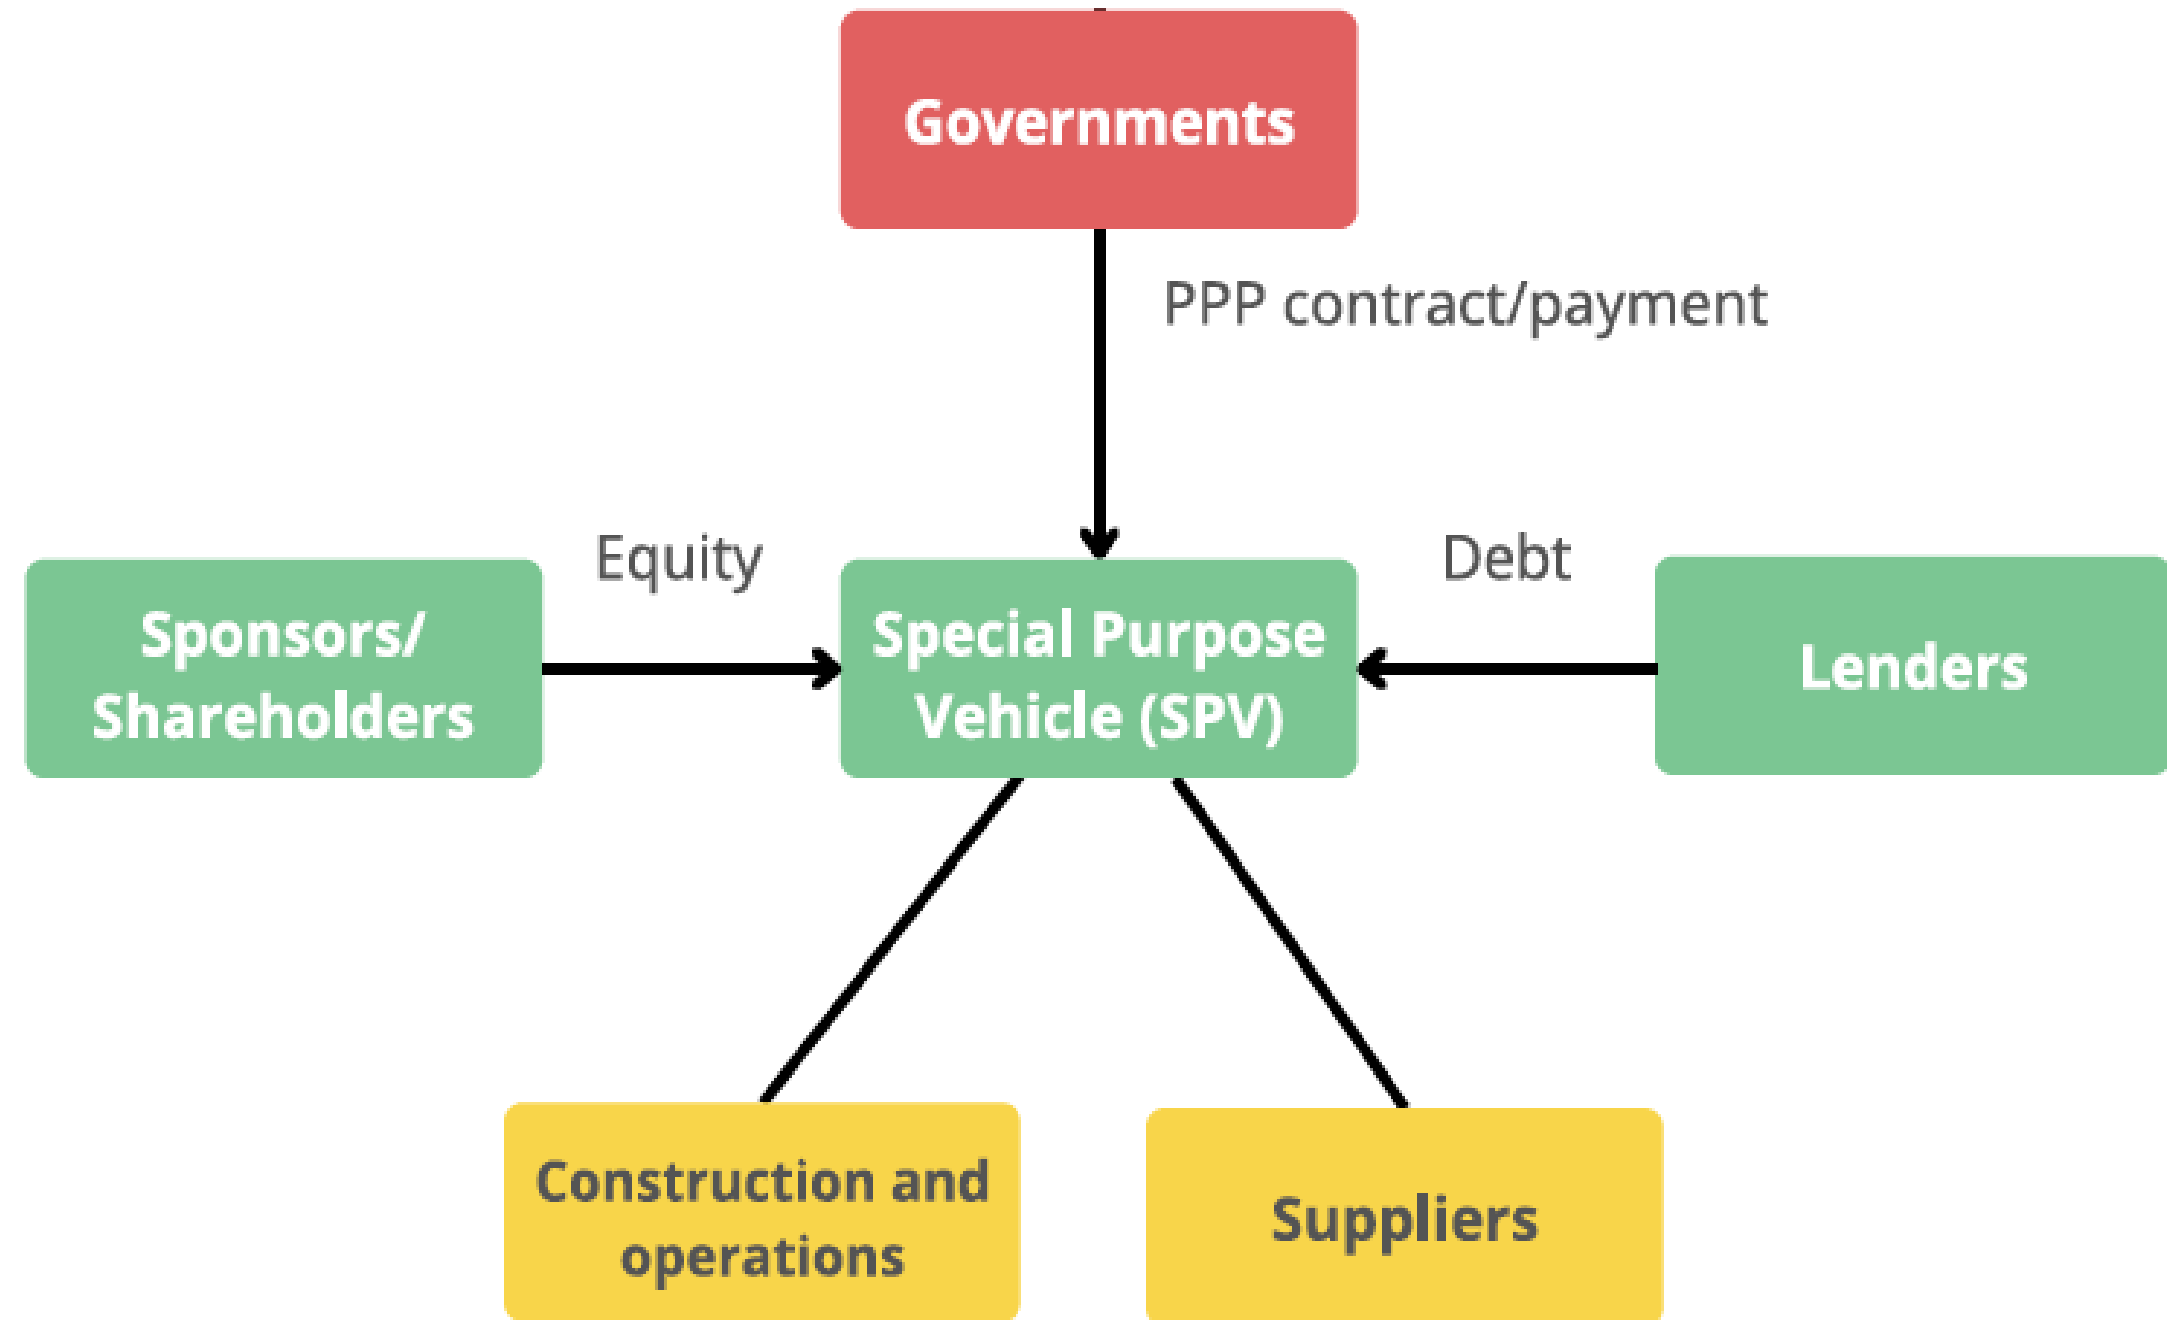 Governments
PPP contract/payment
Equity
Debt
Sponsors/
Shareholders
Special Purpose
Vehicle (SPV)
Lenders
Construction and
operations
Suppliers